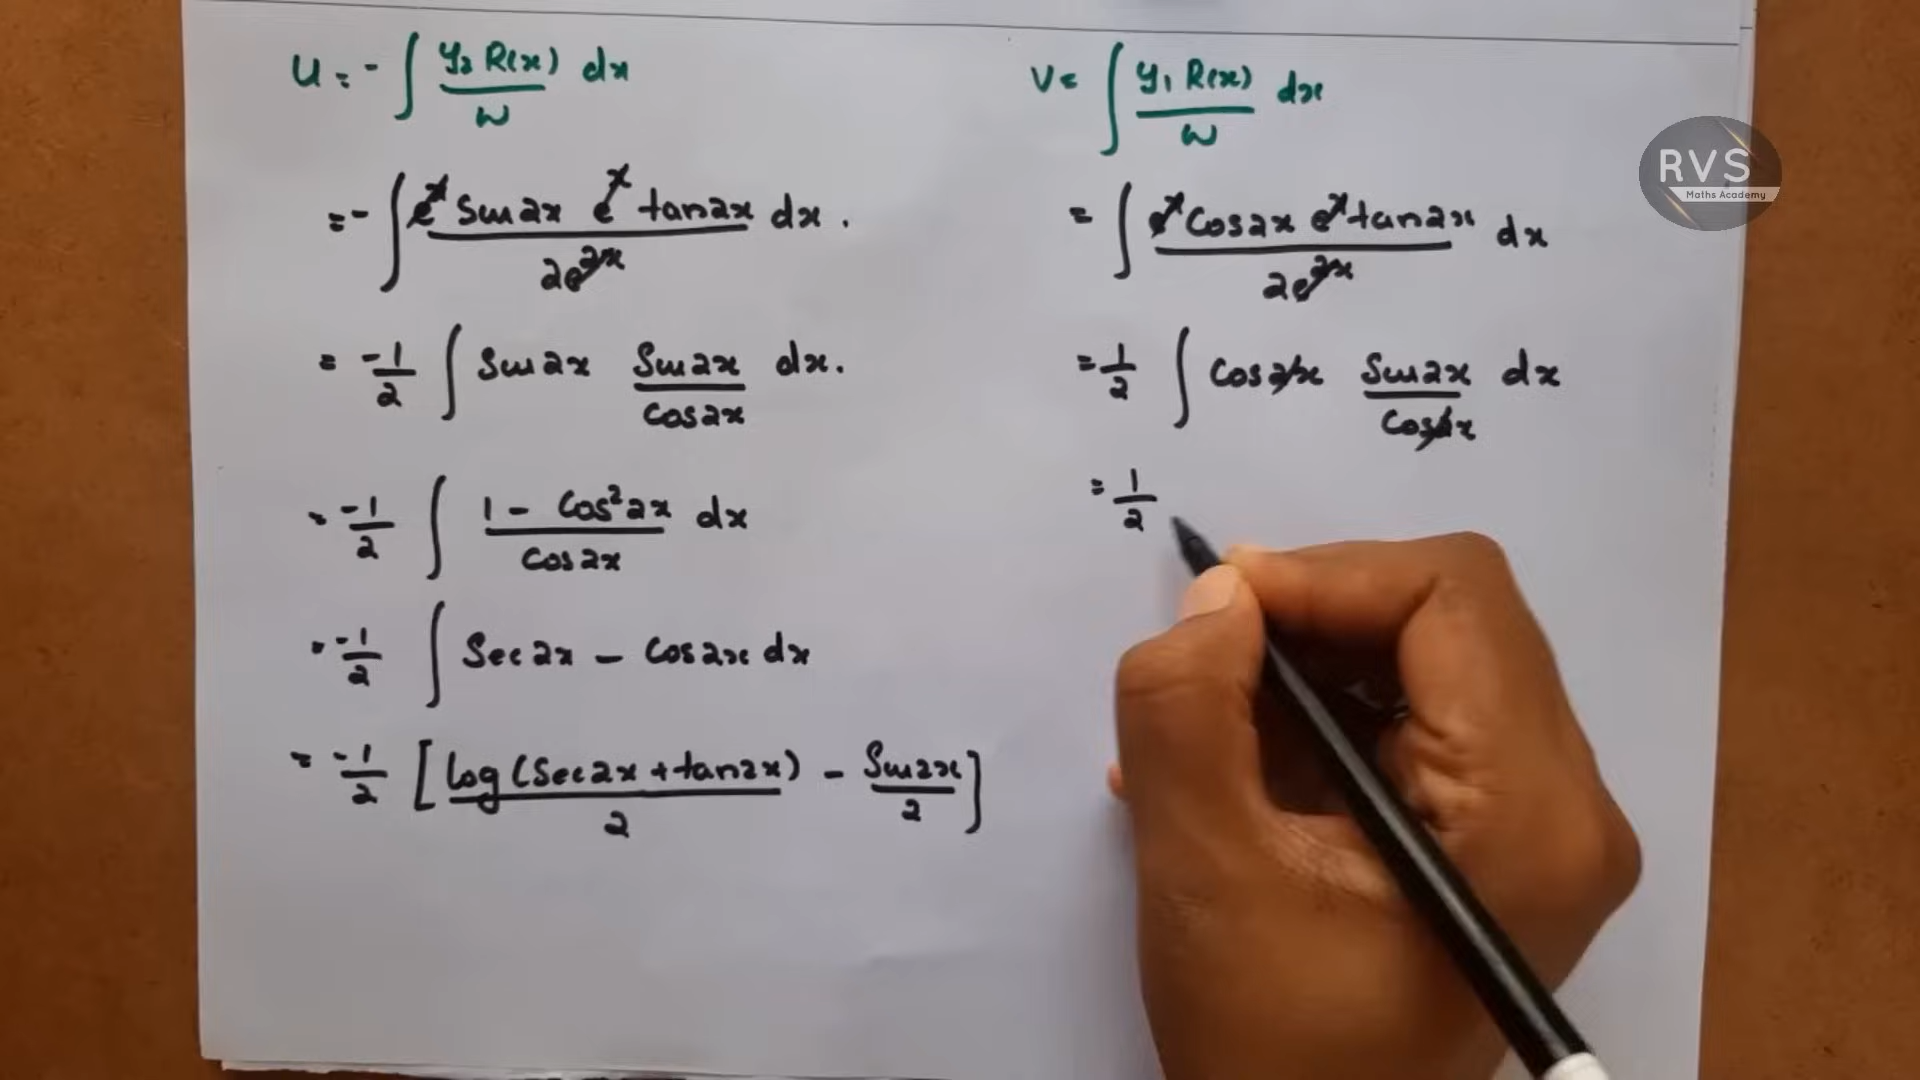 U = - ∫ y₂ R(x) / W dx
= - ∫ eˣ Sin2x eˣ tan2x / 2e²ˣ dx.
= -1/2 ∫ Sin2x Sin2x / Cos2x dx.
= -1/2 ∫ 1 - Cos²2x / Cos2x dx
= -1/2 ∫ Sec2x - Cos2x dx
= -1/2 [ log(Sec2x + tan2x) / 2 - Sin2x / 2 ]
V = ∫ y₁ R(x) / W dx
= ∫ eˣ Cos2x eˣ tan2x / 2e²ˣ dx
= 1/2 ∫ Cos2x Sin2x / Cos2x dx
= 1/2
RVS
Maths Academy